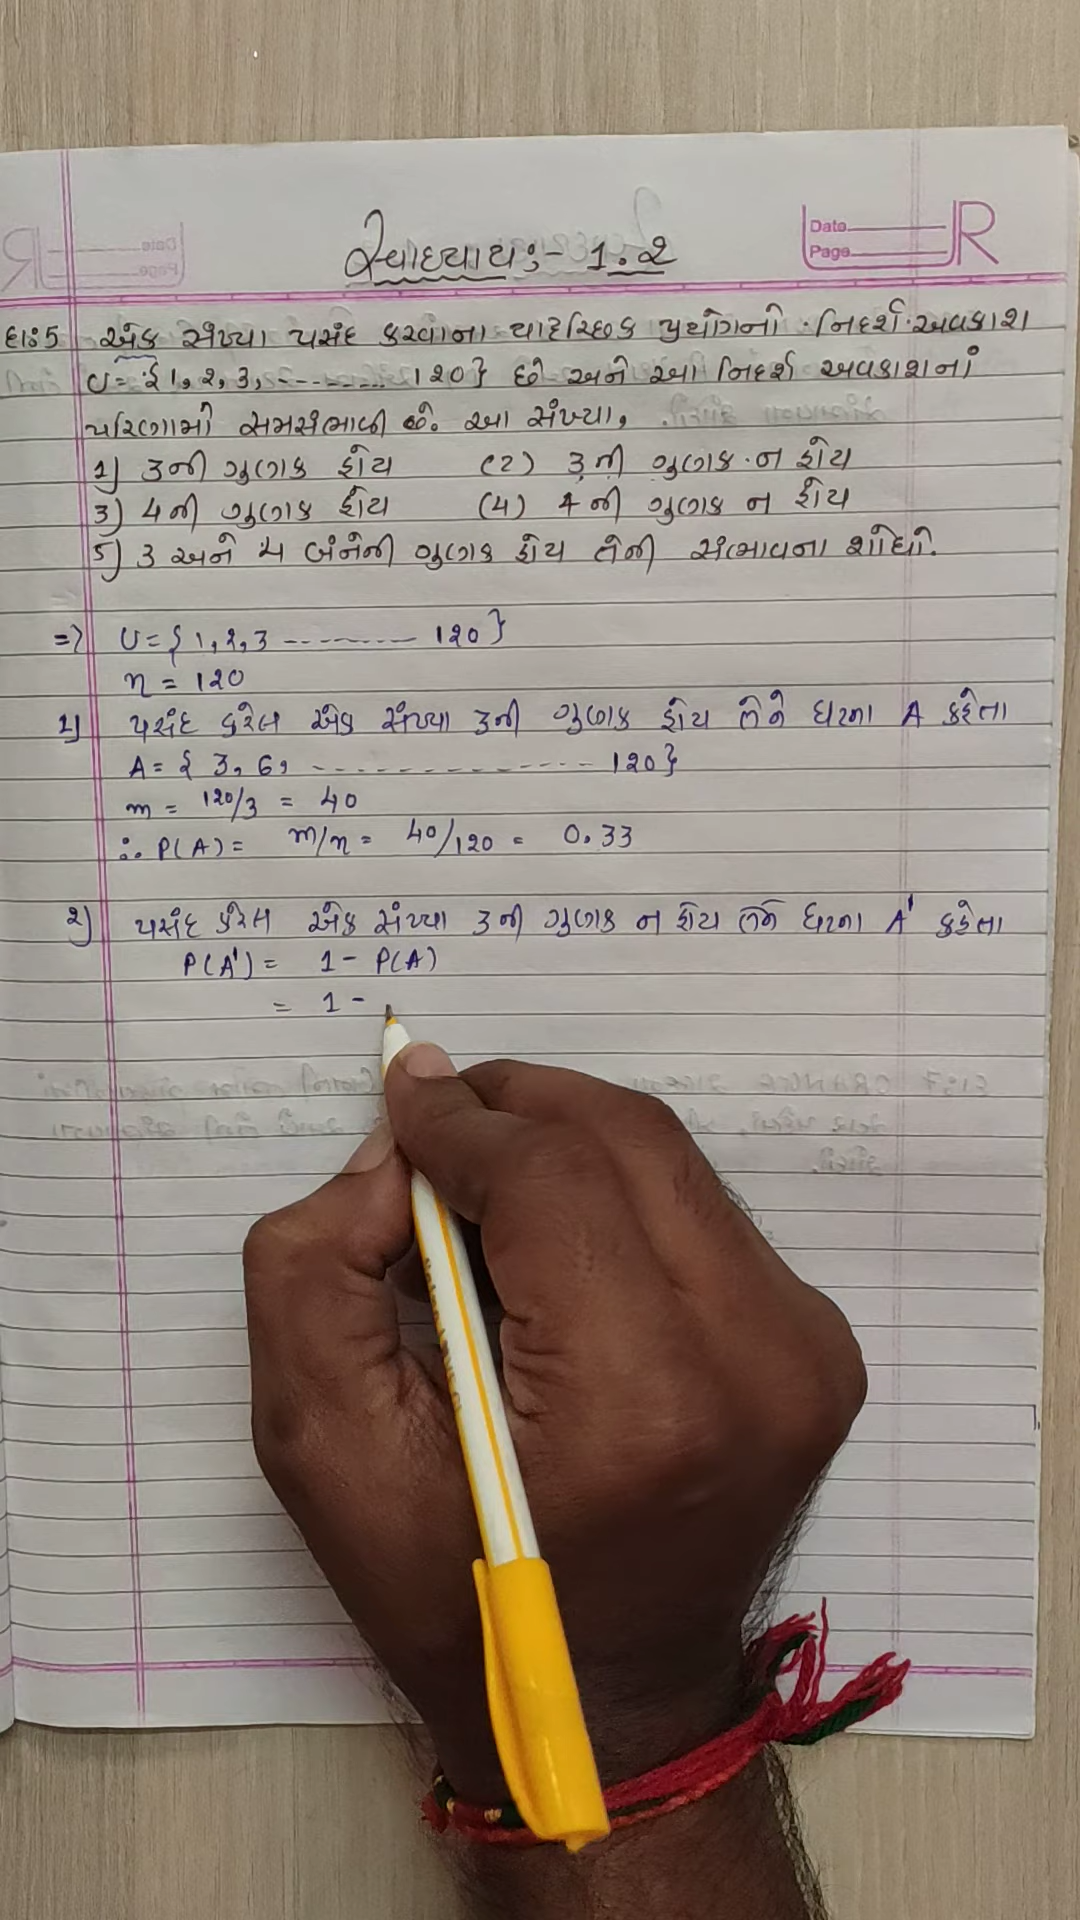 સ્વાધ્યાય:- 1.2
Date
Page
R
દા:5 એક સંખ્યા પસંદ કરવાના યાદૃચ્છિક પ્રયોગનો નિદર્શ અવકાશ
U = {1, 2, 3, -------- 120} છે અને આ નિદર્શ અવકાશનાં
પરિણામો સમસંભાવી છે. આ સંખ્યા,
1) 3ની ગુણક હોય (2) 3ની ગુણક ન હોય
3) 4ની ગુણક હોય (4) 4 ની ગુણક ન હોય
5) 3 અને 4 બંનેની ગુણક હોય તેની સંભાવના શોધો.
=> U = { 1, 2, 3 -------- 120 }
n = 120
1) પસંદ કરેલ એક સંખ્યા 3ની ગુણક હોય તેને ઘટના A કહેતા
A = { 3, 6, -------------- 120}
m = 120/3 = 40
∴ P(A) = m/n = 40/120 = 0.33
2) પસંદ કરેલ એક સંખ્યા 3ની ગુણક ન હોય તેને ઘટના A' કહેતા
P(A') = 1 - P(A)
= 1 -